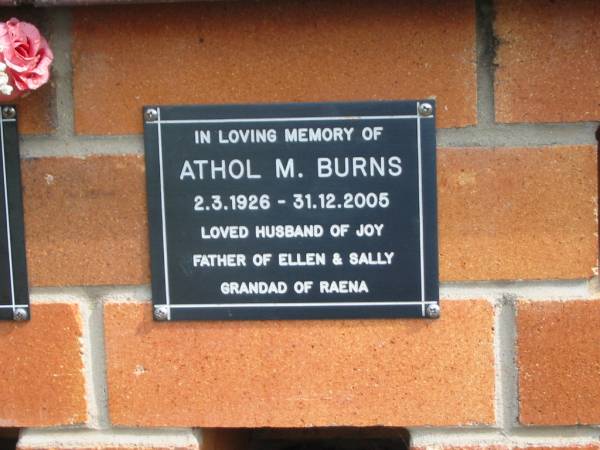 IN LOVING MEMORY OF
ATHOL M. BURNS
2.3.1926 - 31.12.2005
LOVED HUSBAND OF JOY
FATHER OF ELLEN & SALLY
GRANDAD OF RAENA